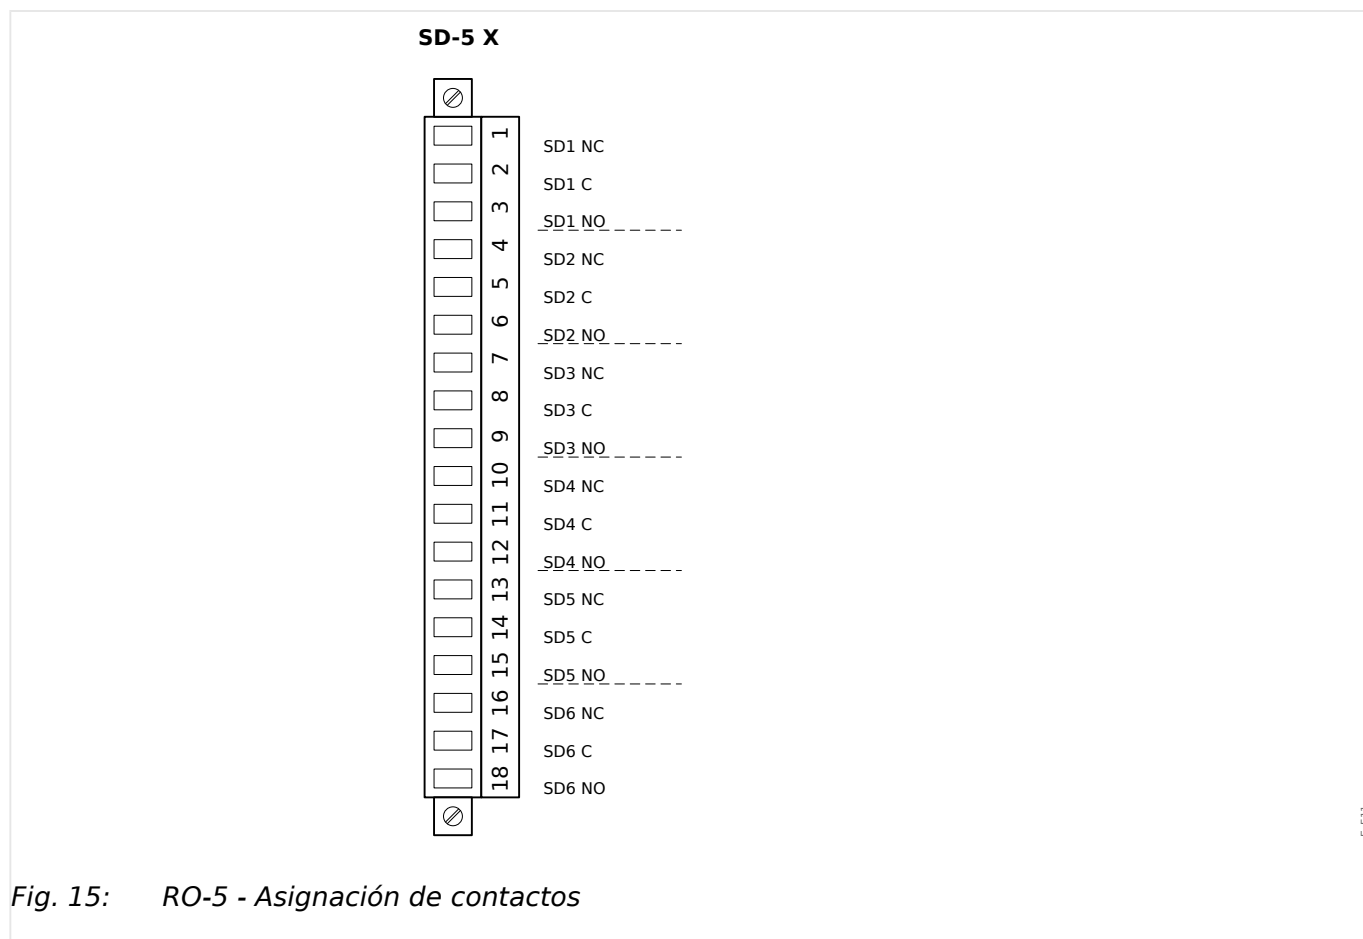 SD-5 X
1 SD1 NC
2 SD1 C
3 SD1 NO
4 SD2 NC
5 SD2 C
6 SD2 NO
7 SD3 NC
8 SD3 C
9 SD3 NO
10 SD4 NC
11 SD4 C
12 SD4 NO
13 SD5 NC
14 SD5 C
15 SD5 NO
16 SD6 NC
17 SD6 C
18 SD6 NO
Fig. 15: RO-5 - Asignación de contactos